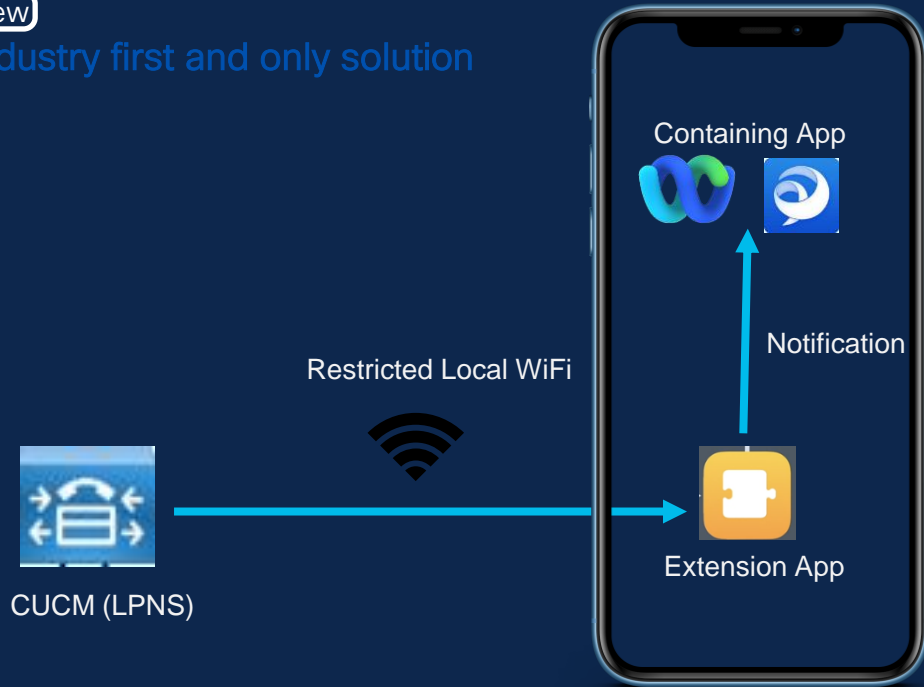 ew
dustry first and only solution
Containing App
Notification
Restricted Local WiFi
Extension App
CUCM (LPNS)